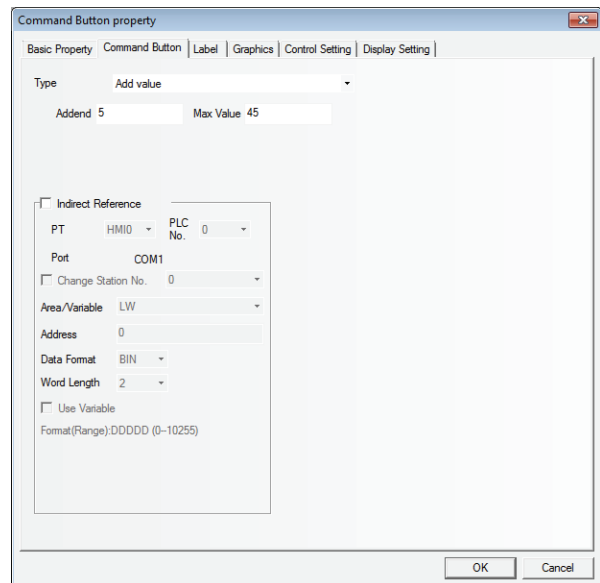 Command Button property
Basic Property Command Button Label Graphics Control Setting Display Setting
Type Add value
Addend 5 Max Value 45
Indirect Reference
PT HMI0 PLC No. 0
Port COM1
Change Station No. 0
Area/Variable LW
Address 0
Data Format BIN
Word Length 2
Use Variable
Format(Range):DDDDD (0~10255)
OK Cancel